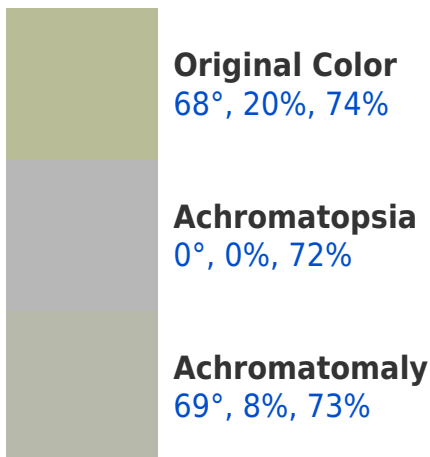 Original Color
68°, 20%, 74%
Achromatopsia
0°, 0%, 72%
Achromatomaly
69°, 8%, 73%